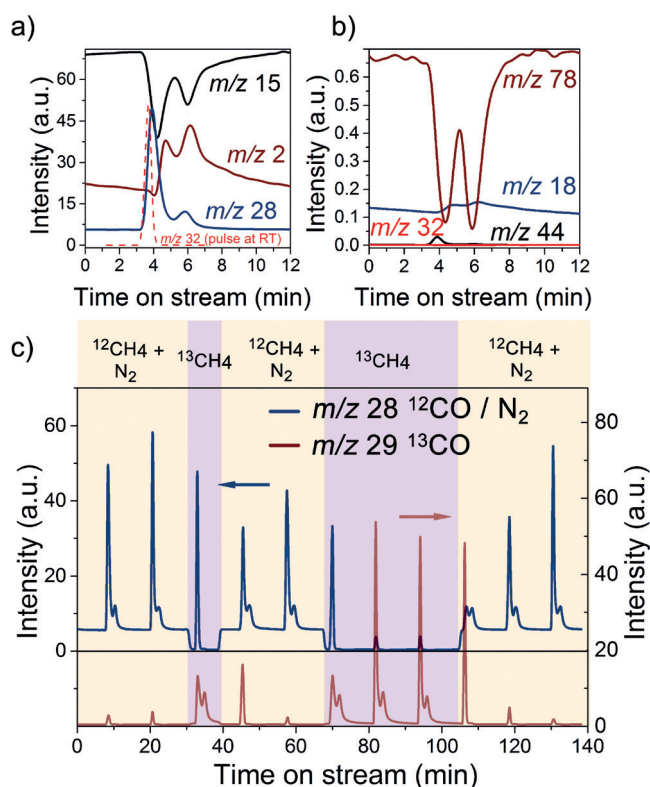 a)
Intensity (a.u.)
60
45
30
15
0
m/z 15
m/z 2
m/z 28
m/z 32 (pulse at RT)
0 2 4 6 8 10 12
Time on stream (min)
b)
Intensity (a.u.)
0.6
0.5
0.4
0.3
0.2
0.1
0.0
m/z 78
m/z 18
m/z 32
m/z 44
0 2 4 6 8 10 12
Time on stream (min)
c)
¹²CH4 +
N₂
¹³CH4
¹²CH4 +
N₂
¹³CH4
¹²CH4 +
N₂
m/z 28 ¹²CO / N₂
m/z 29 ¹³CO
Intensity (a.u.)
60
40
20
0
Intensity (a.u.)
80
60
40
20
0
0 20 40 60 80 100 120 140
Time on stream (min)